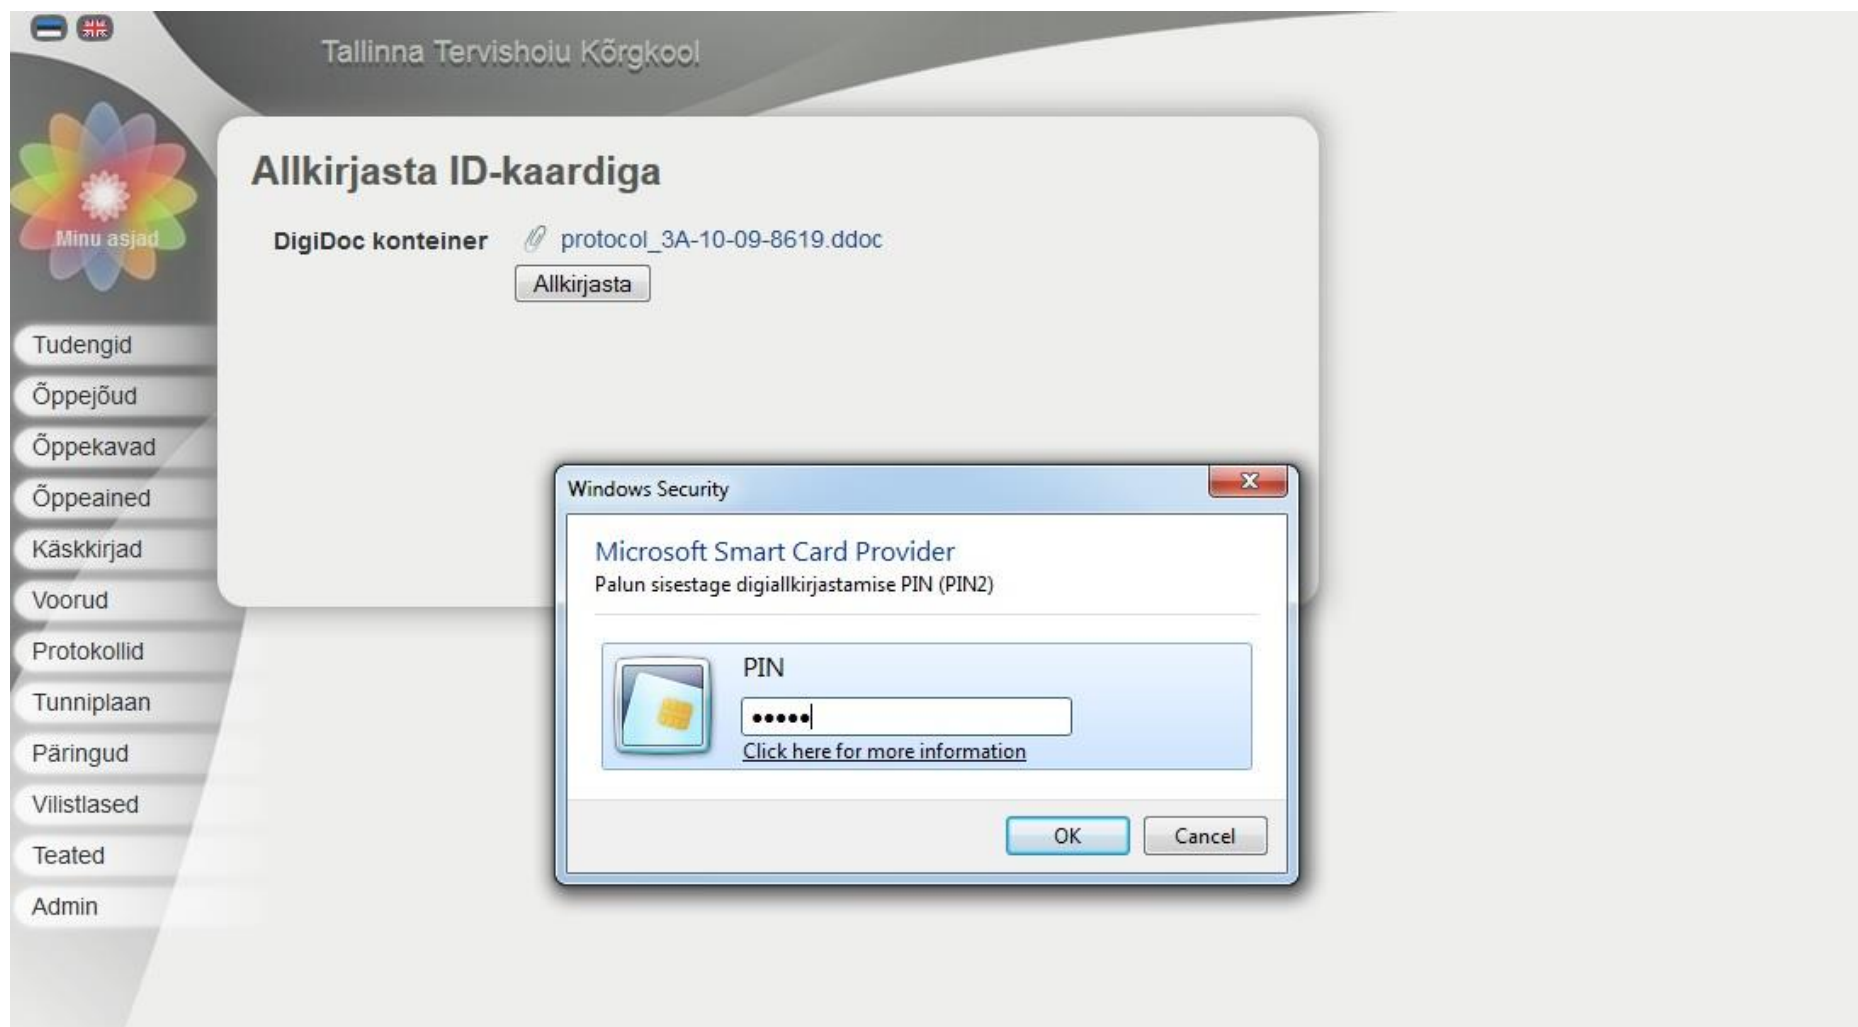 Tallinna Tervishoiu Kõrgkool
Minu asjad
Allkirjasta ID-kaardiga
DigiDoc konteiner protocol_3A-10-09-8619.ddoc
Allkirjasta
Tudengid
Õppejõud
Õppekavad
Õppeained
Käskkirjad
Voorud
Protokollid
Tunniplaan
Päringud
Vilistlased
Teated
Admin
Windows Security
Microsoft Smart Card Provider
Palun sisestage digiallkirjastamise PIN (PIN2)
PIN
•••••
Click here for more information
OK Cancel